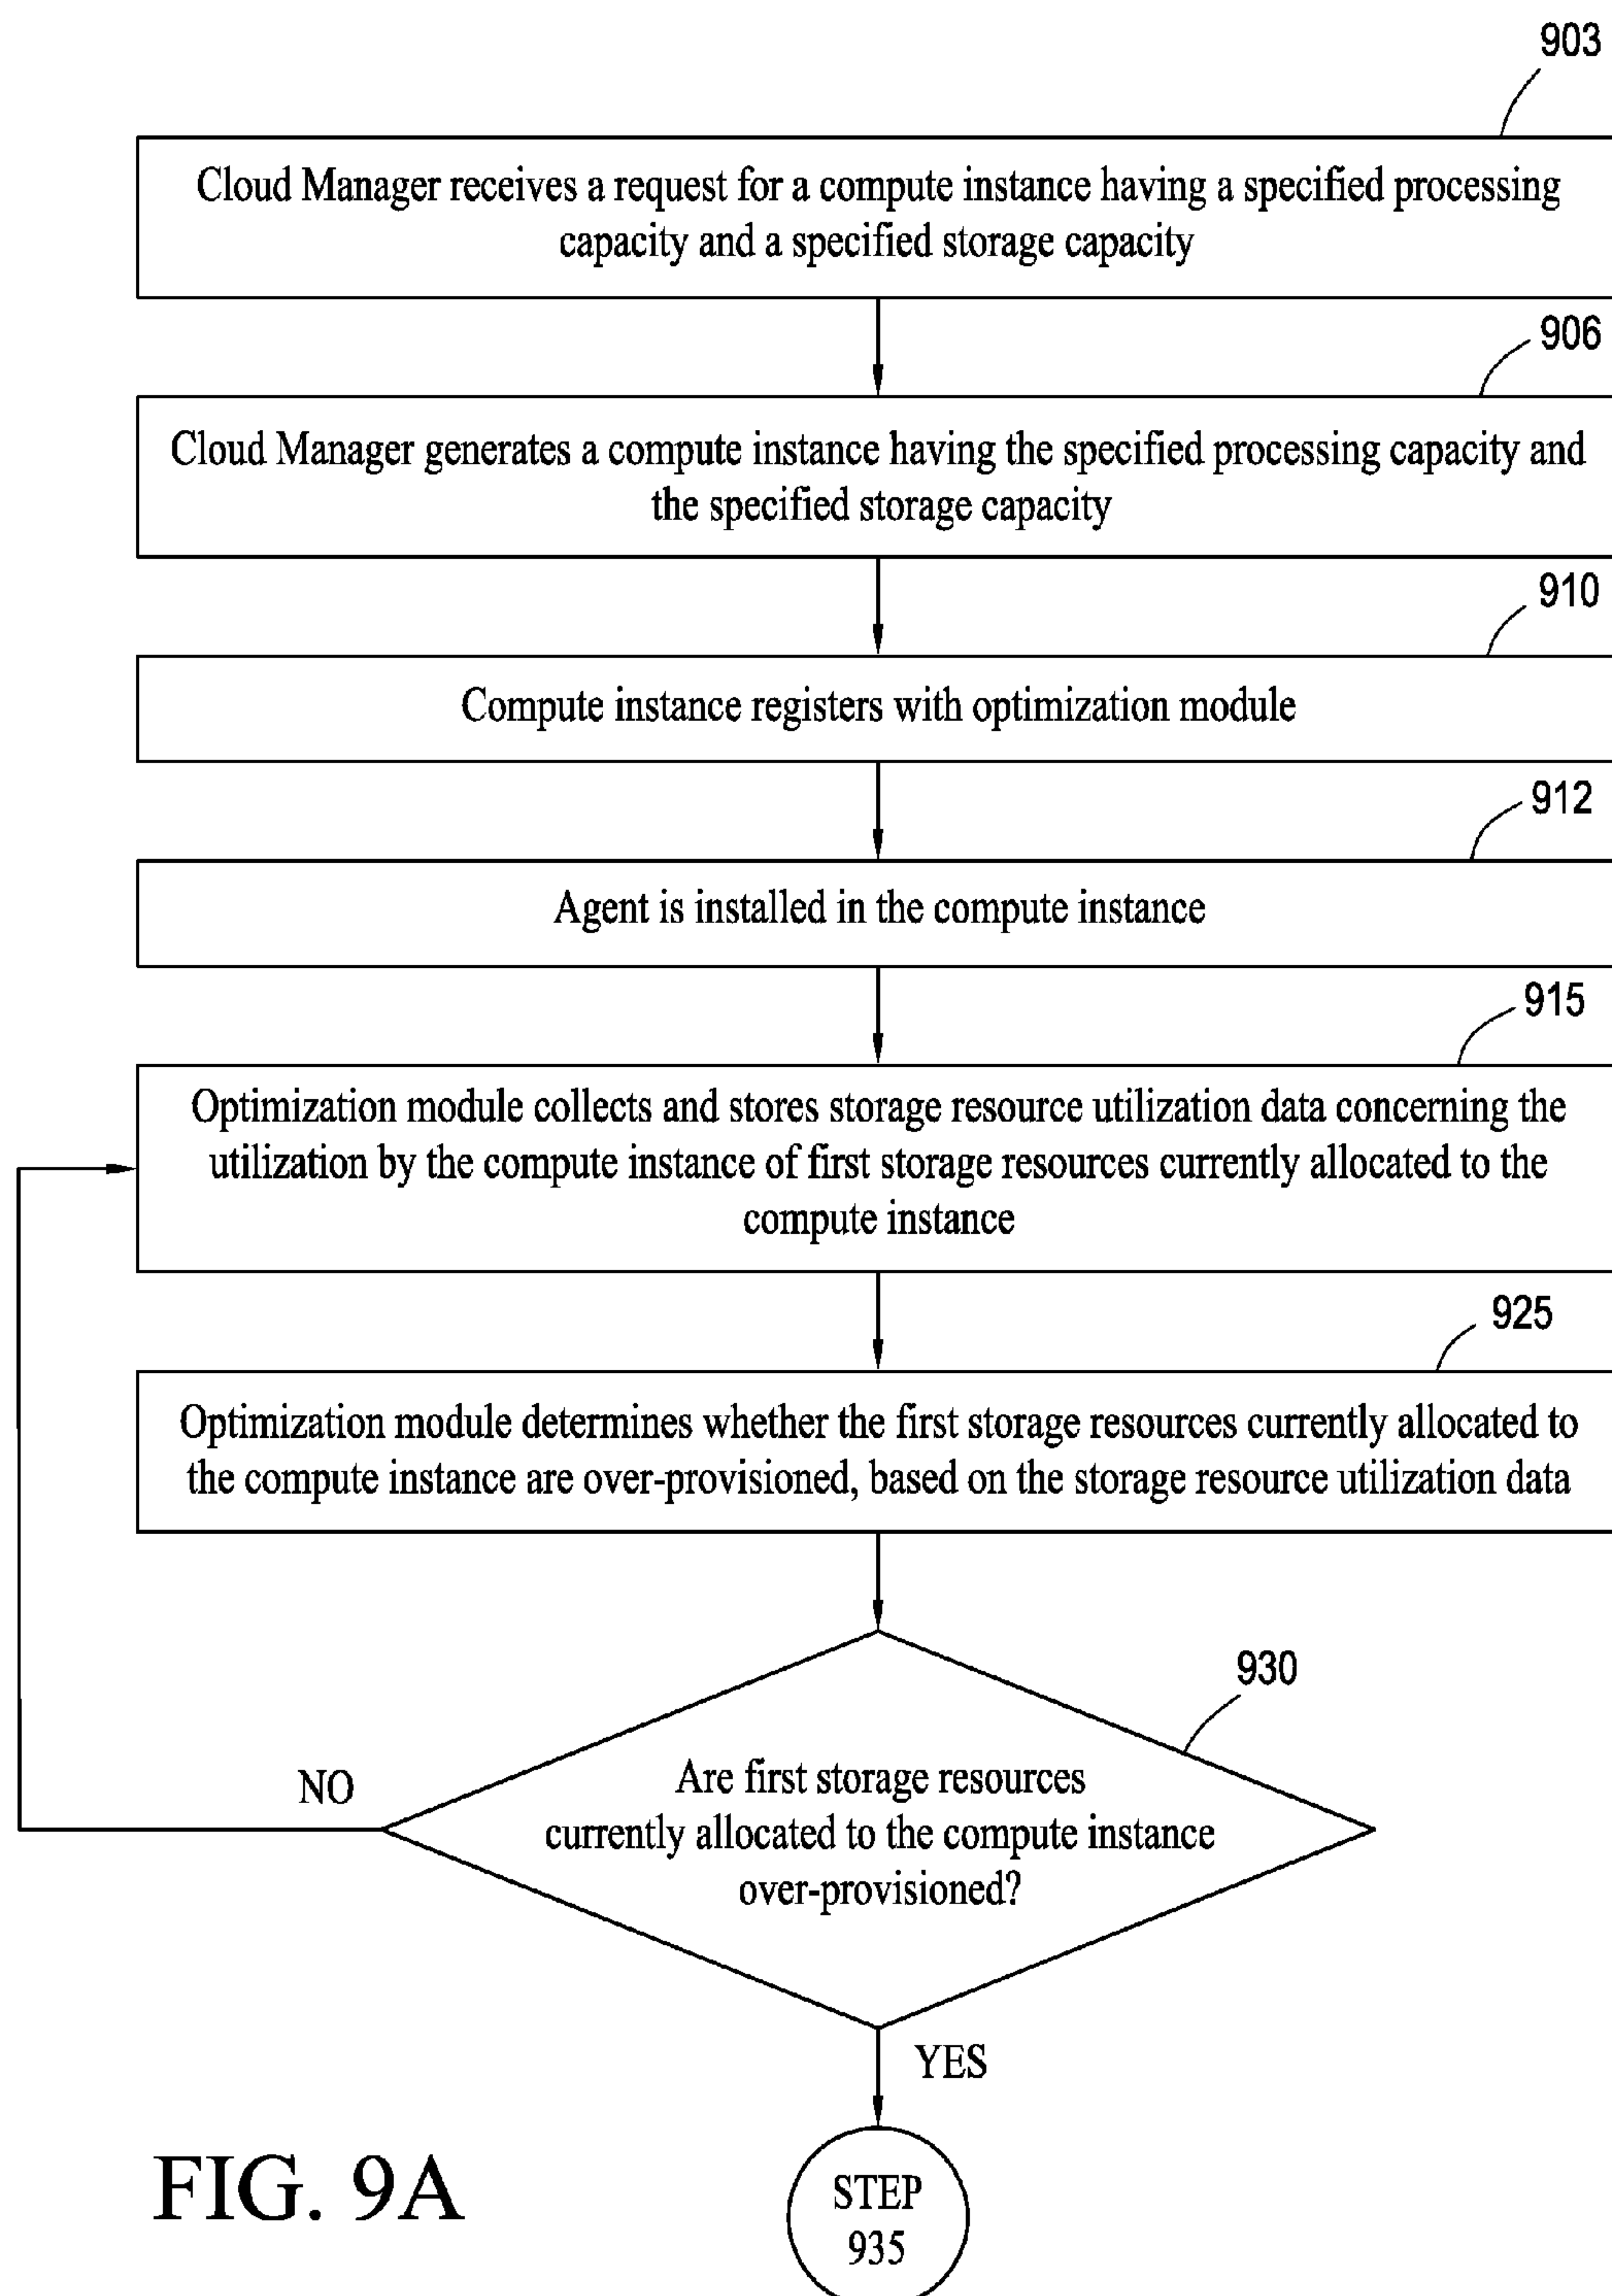 903
Cloud Manager receives a request for a compute instance having a specified processing
capacity and a specified storage capacity
906
Cloud Manager generates a compute instance having the specified processing capacity and
the specified storage capacity
910
Compute instance registers with optimization module
912
Agent is installed in the compute instance
915
Optimization module collects and stores storage resource utilization data concerning the
utilization by the compute instance of first storage resources currently allocated to the
compute instance
925
Optimization module determines whether the first storage resources currently allocated to
the compute instance are over-provisioned, based on the storage resource utilization data
930
Are first storage resources
currently allocated to the compute instance
over-provisioned?
NO
YES
STEP
935
FIG. 9A